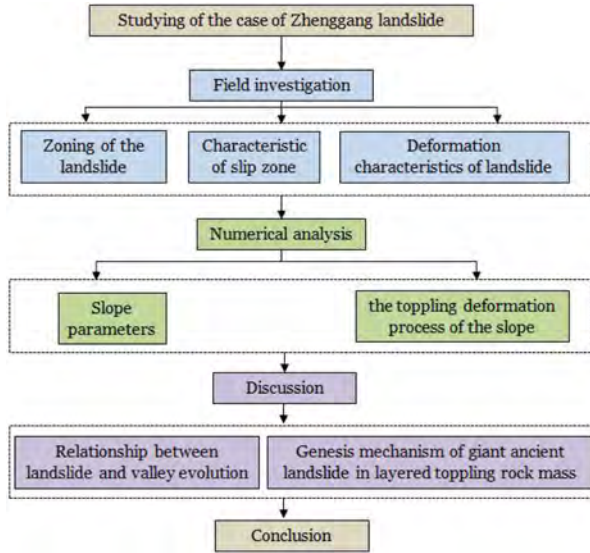 Studying of the case of Zhenggang landslide
Field investigation
Zoning of the
landslide
Characteristic
of slip zone
Deformation
characteristics of landslide
Numerical analysis
Slope
parameters
the toppling deformation
process of the slope
Discussion
Relationship between
landslide and valley evolution
Genesis mechanism of giant ancient
landslide in layered toppling rock mass
Conclusion